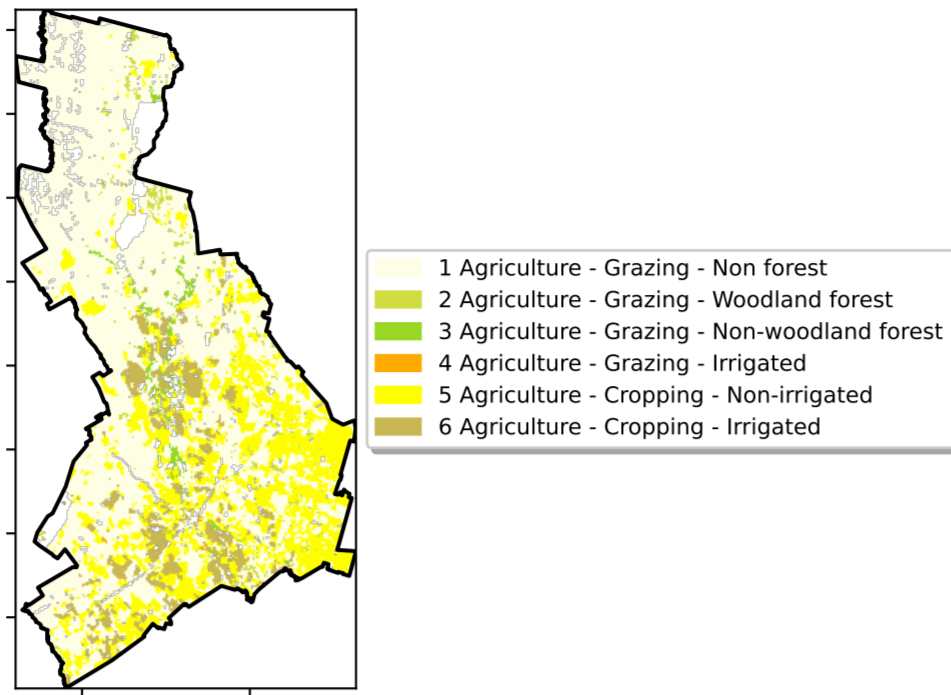 1 Agriculture - Grazing - Non forest
2 Agriculture - Grazing - Woodland forest
3 Agriculture - Grazing - Non-woodland forest
4 Agriculture - Grazing - Irrigated
5 Agriculture - Cropping - Non-irrigated
6 Agriculture - Cropping - Irrigated